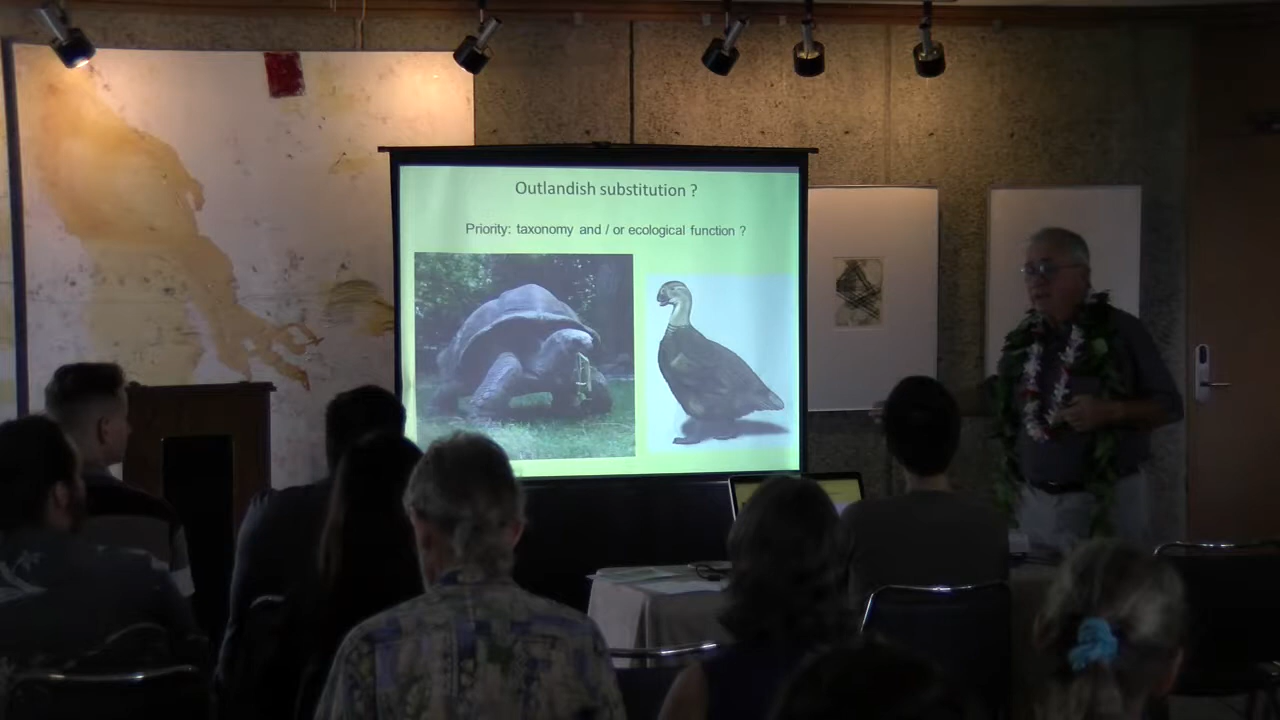 Outlandish substitution ?
Priority: taxonomy and / or ecological function ?